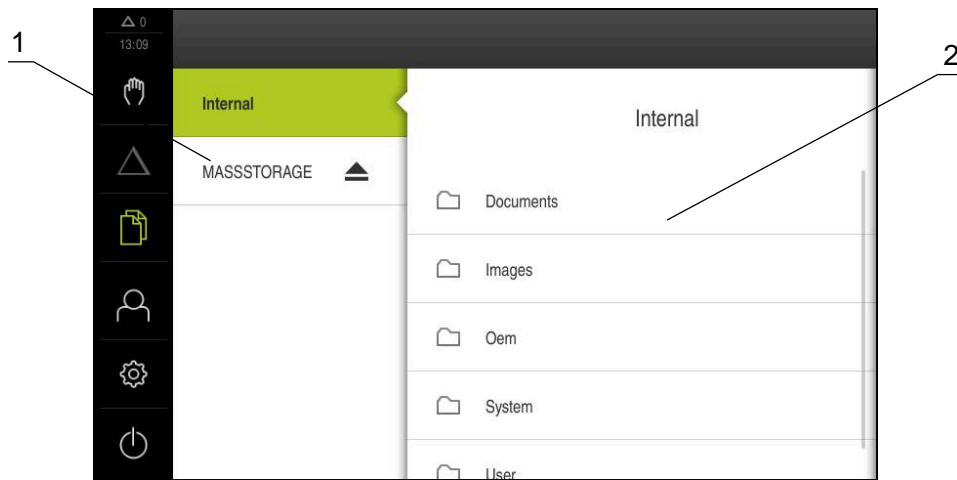 1
2
0
13:09
Internal
MASSSTORAGE
Internal
Documents
Images
Oem
System
User